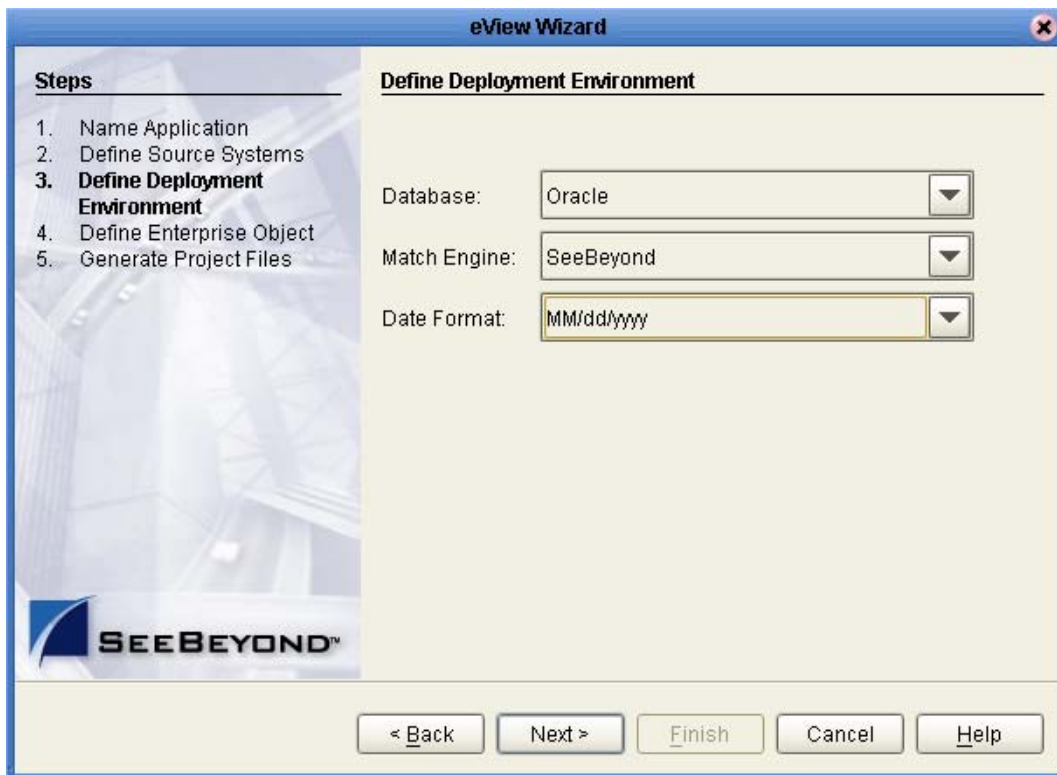 eView Wizard
Steps
1. Name Application
2. Define Source Systems
3. Define Deployment
Environment
4. Define Enterprise Object
5. Generate Project Files
SEEBEYOND™
Define Deployment Environment
Database: Oracle
Match Engine: SeeBeyond
Date Format: MM/dd/yyyy
< Back
Next >
Finish
Cancel
Help